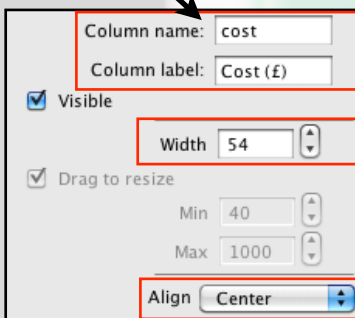 Column name: cost
Column label: Cost (£)
Visible
Width 54
Drag to resize
Min 40
Max 1000
Align Center